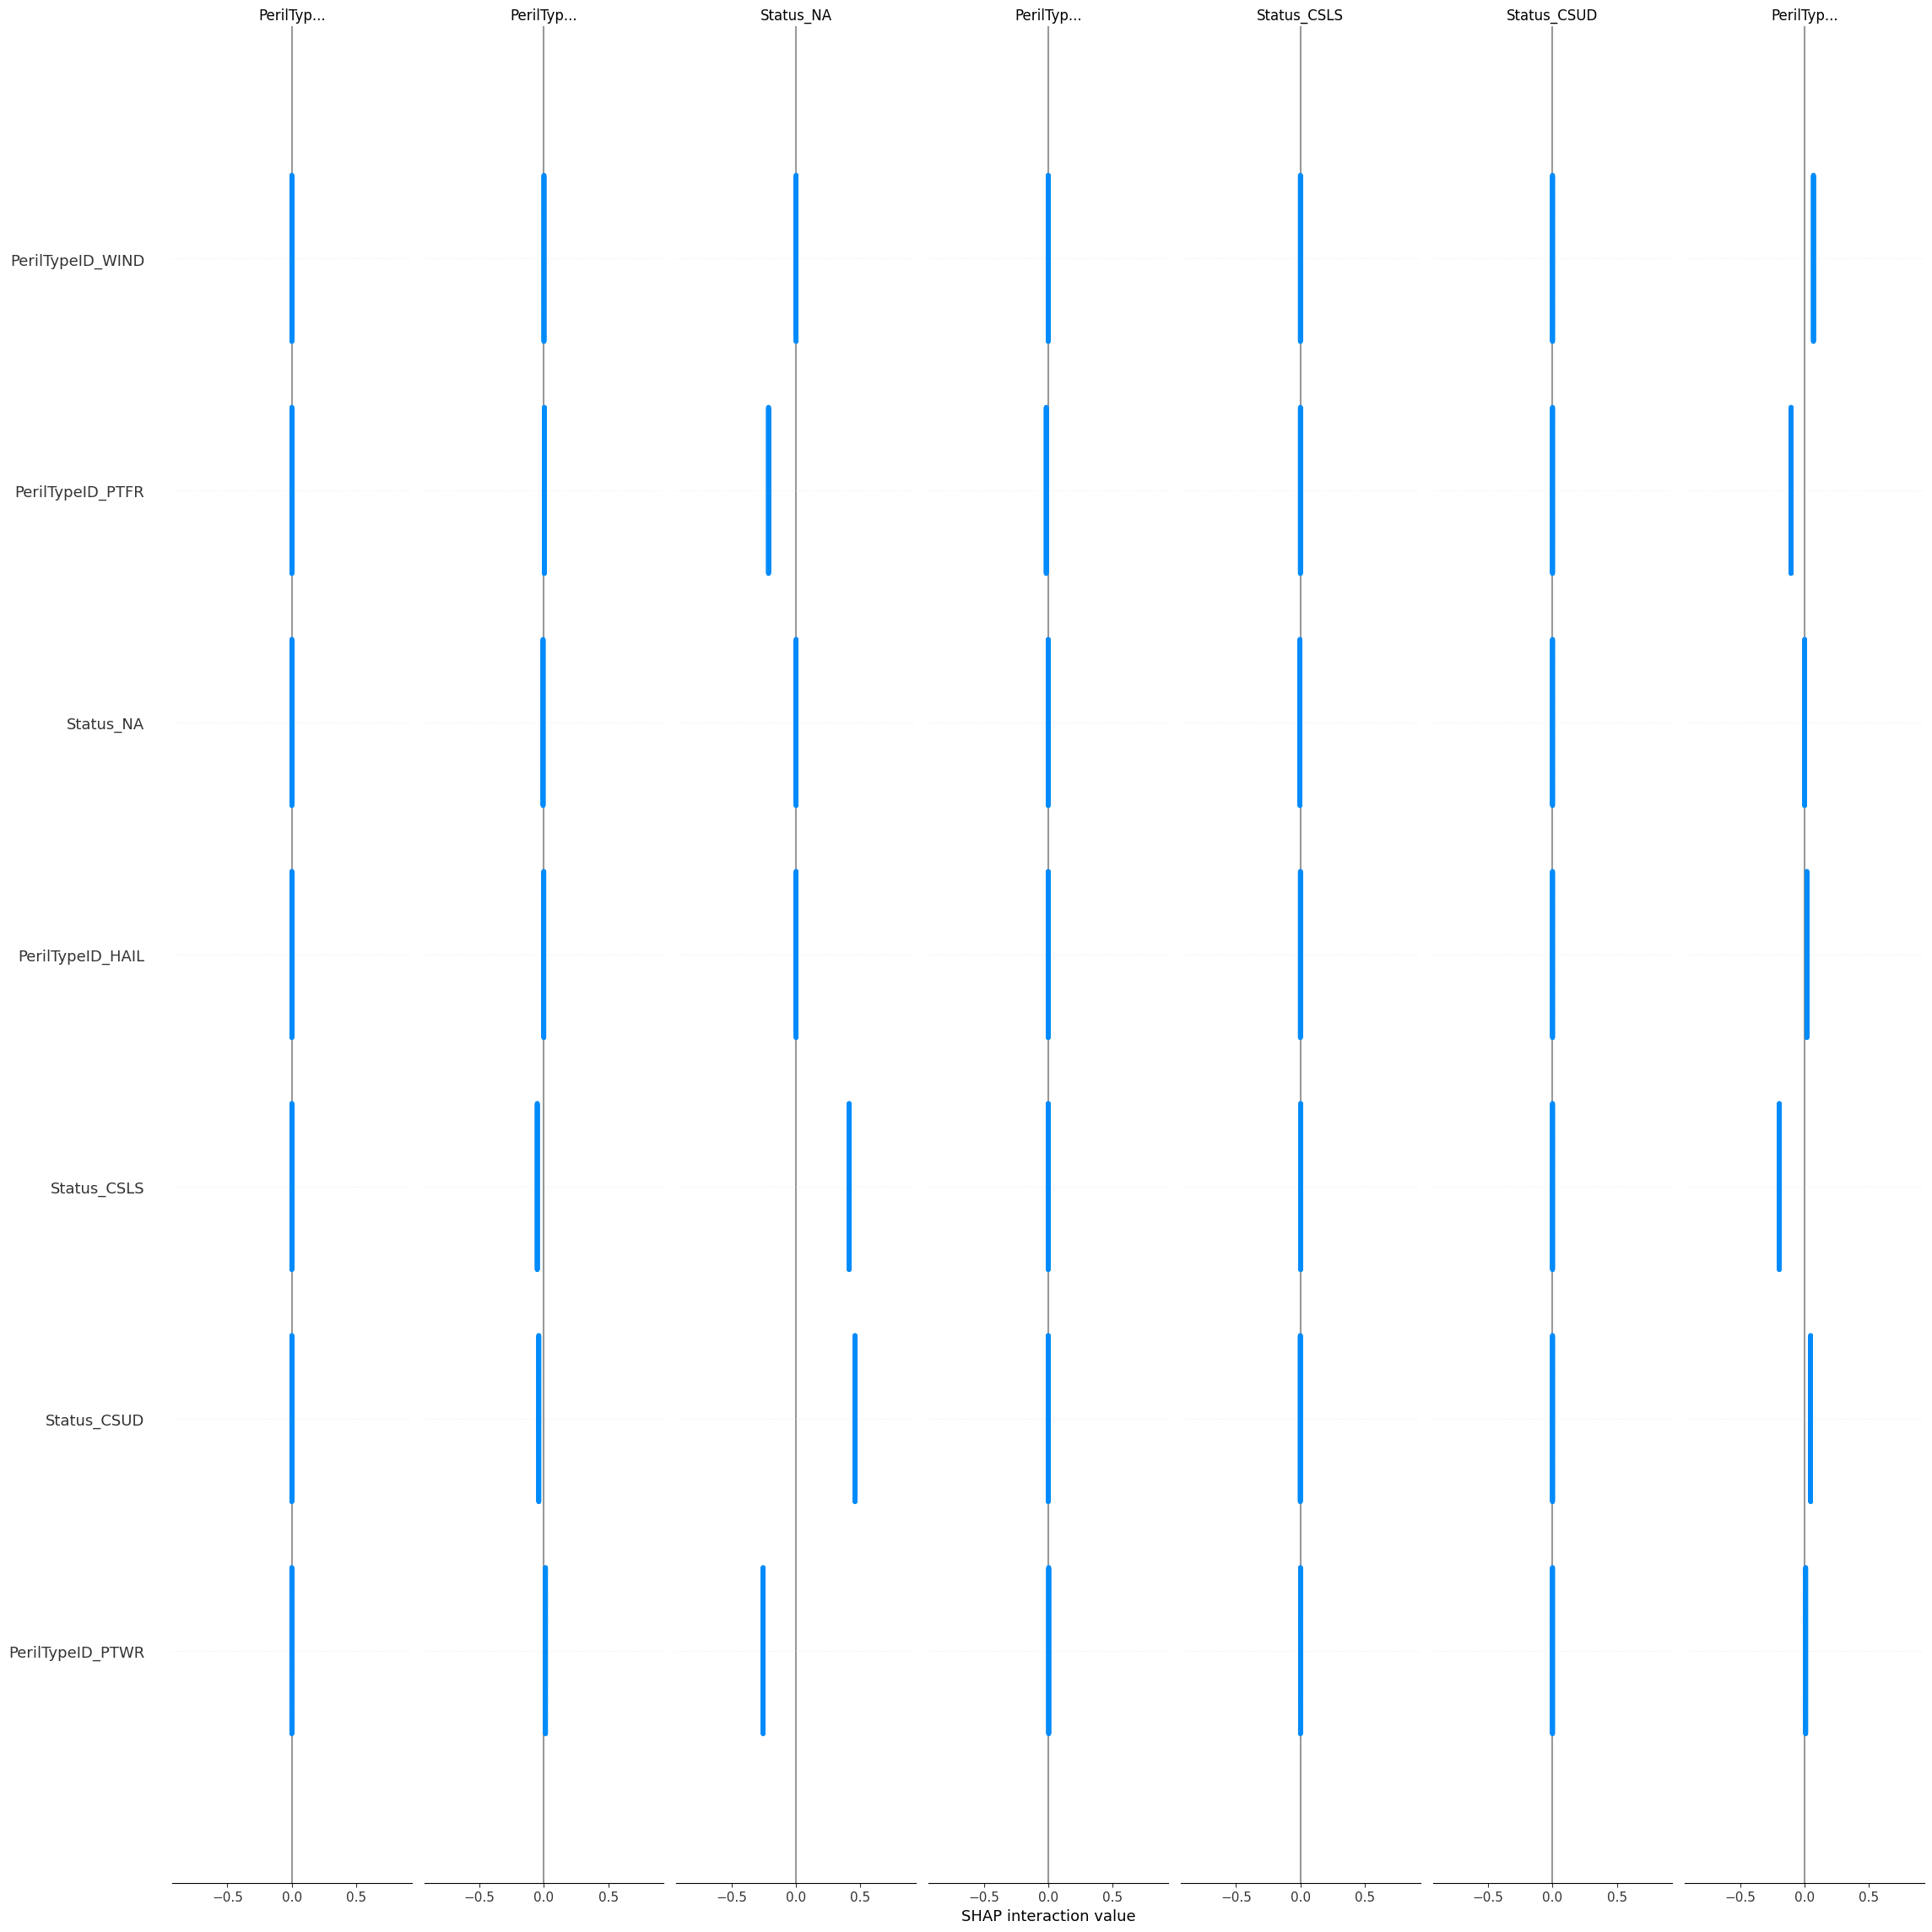 PerilTyp... PerilTyp... Status_NA PerilTyp... Status_CSLS Status_CSUD PerilTyp...
PerilTypeID_WIND
PerilTypeID_PTFR
Status_NA
PerilTypeID_HAIL
Status_CSLS
Status_CSUD
PerilTypeID_PTWR
−0.5 0.0 0.5 −0.5 0.0 0.5 −0.5 0.0 0.5 −0.5 0.0 0.5 −0.5 0.0 0.5 −0.5 0.0 0.5 −0.5 0.0 0.5
SHAP interaction value